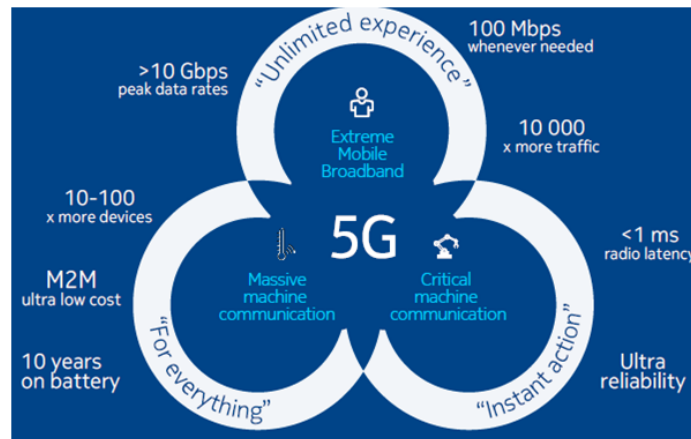 “Unlimited experience”
100 Mbps
whenever needed
>10 Gbps
peak data rates
Extreme
Mobile
Broadband
10 000
x more traffic
10-100
x more devices
5G
<1 ms
radio latency
M2M
ultra low cost
Massive
machine
communication
Critical
machine
communication
10 years
on battery
“For everything”
“Instant action”
Ultra
reliability